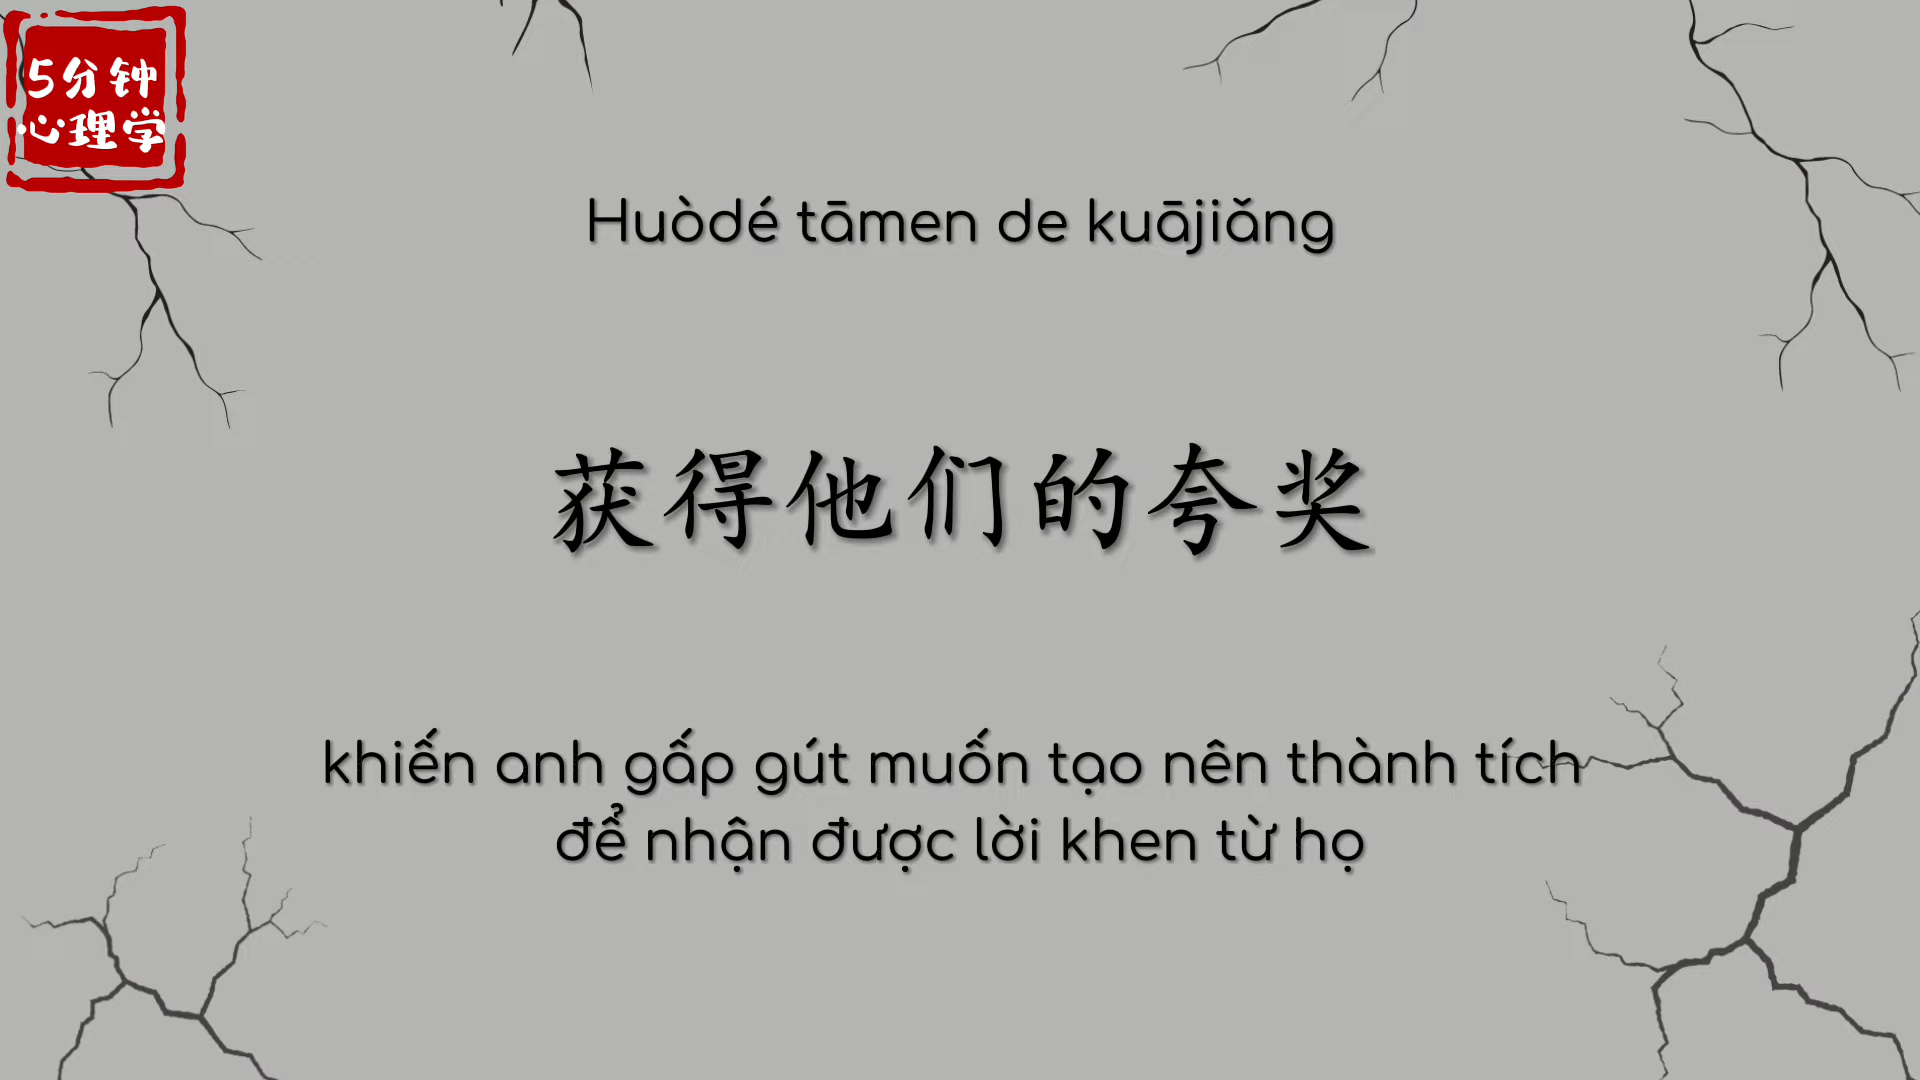 5分钟
心理学
Huòdé tāmen de kuājiǎng
获得他们的夸奖
khiến anh gấp gút muốn tạo nên thành tích
để nhận được lời khen từ họ